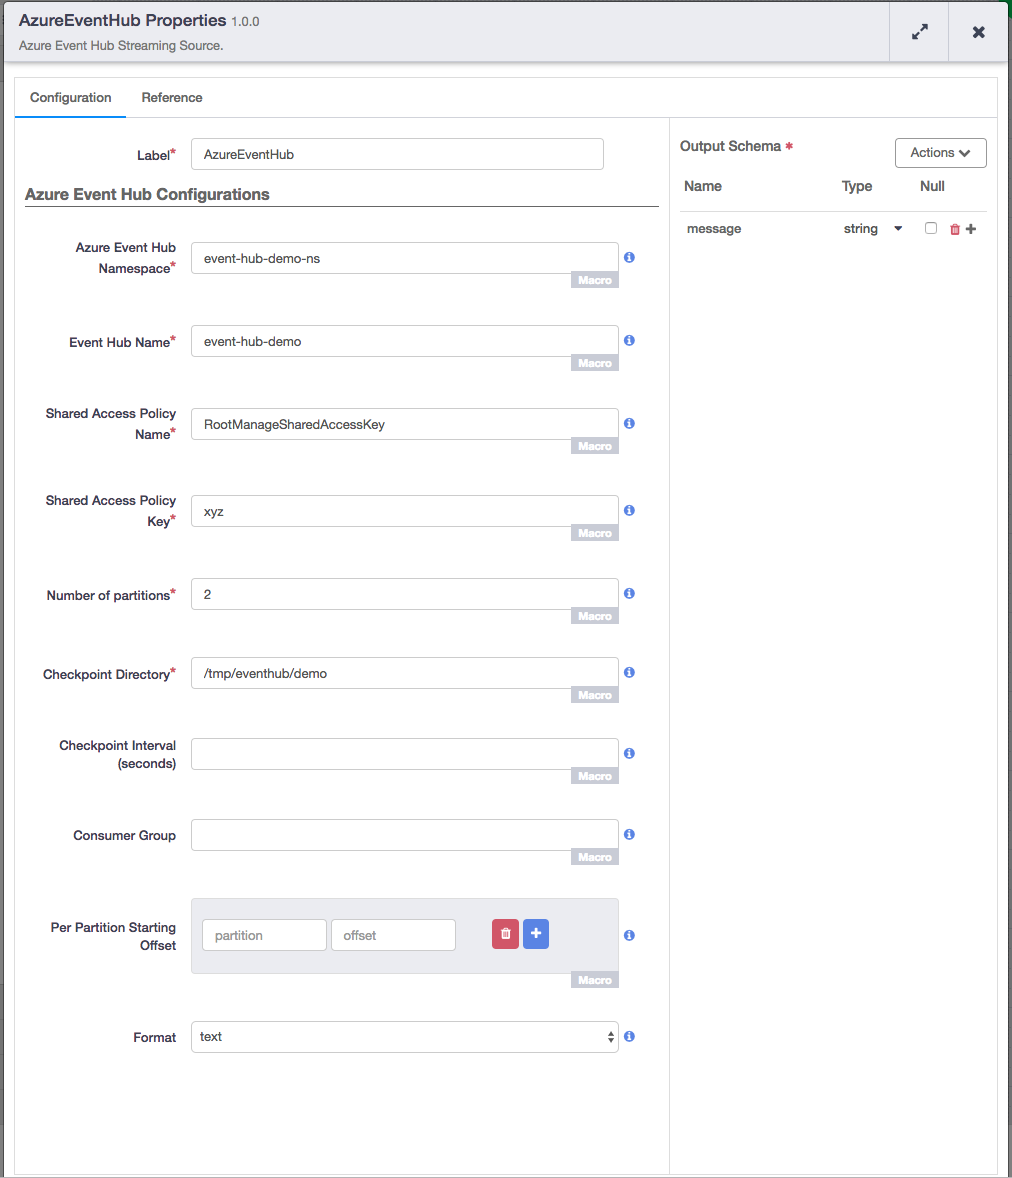 AzureEventHub Properties 1.0.0
Azure Event Hub Streaming Source.
Configuration
Reference
Label*
AzureEventHub
Azure Event Hub Configurations
Azure Event Hub
Namespace*
event-hub-demo-ns
Macro
Event Hub Name*
event-hub-demo
Macro
Shared Access Policy
Name*
RootManageSharedAccessKey
Macro
Shared Access Policy
Key*
xyz
Macro
Number of partitions*
2
Macro
Checkpoint Directory*
/tmp/eventhub/demo
Macro
Checkpoint Interval
(seconds)
Macro
Consumer Group
Macro
Per Partition Starting
Offset
partition
offset
Macro
Format
text
Output Schema *
Actions
Name Type Null
message string